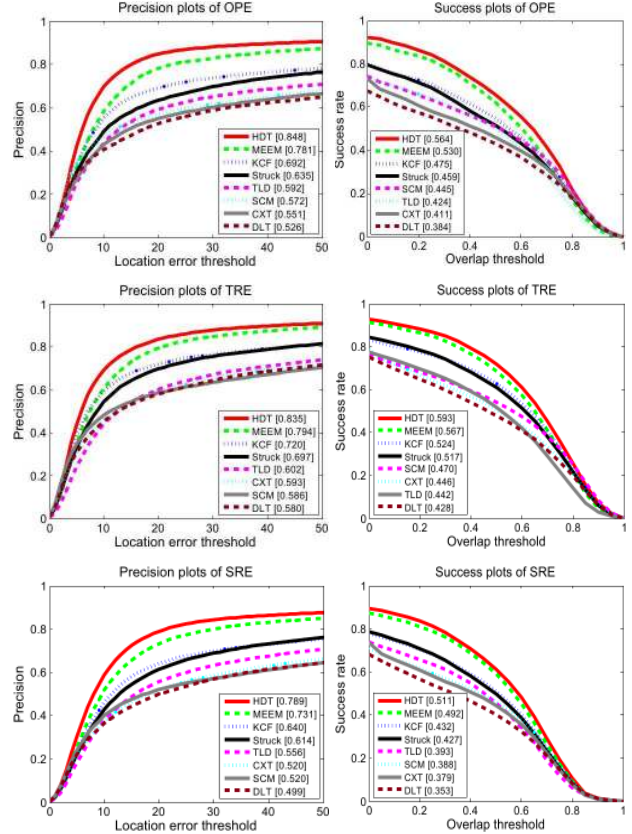 Precision plots of OPE
1
0.8
0.6
0.4
0.2
0
Precision
HDT [0.848]
MEEM [0.781]
KCF [0.692]
Struck [0.635]
TLD [0.592]
SCM [0.572]
CXT [0.551]
DLT [0.526]
0 10 20 30 40 50
Location error threshold
Success plots of OPE
1
0.8
0.6
0.4
0.2
0
Success rate
HDT [0.564]
MEEM [0.530]
KCF [0.475]
Struck [0.459]
SCM [0.445]
TLD [0.424]
CXT [0.411]
DLT [0.384]
0 0.2 0.4 0.6 0.8 1
Overlap threshold
Precision plots of TRE
1
0.8
0.6
0.4
0.2
0
Precision
HDT [0.835]
MEEM [0.794]
KCF [0.720]
Struck [0.697]
TLD [0.602]
CXT [0.593]
SCM [0.586]
DLT [0.580]
0 10 20 30 40 50
Location error threshold
Success plots of TRE
1
0.8
0.6
0.4
0.2
0
Success rate
HDT [0.593]
MEEM [0.567]
KCF [0.524]
Struck [0.517]
SCM [0.470]
CXT [0.446]
TLD [0.442]
DLT [0.428]
0 0.2 0.4 0.6 0.8 1
Overlap threshold
Precision plots of SRE
1
0.8
0.6
0.4
0.2
0
Precision
HDT [0.789]
MEEM [0.731]
KCF [0.640]
Struck [0.614]
TLD [0.556]
CXT [0.520]
SCM [0.520]
DLT [0.499]
0 10 20 30 40 50
Location error threshold
Success plots of SRE
1
0.8
0.6
0.4
0.2
0
Success rate
HDT [0.511]
MEEM [0.492]
KCF [0.432]
Struck [0.427]
TLD [0.393]
SCM [0.388]
CXT [0.379]
DLT [0.353]
0 0.2 0.4 0.6 0.8 1
Overlap threshold